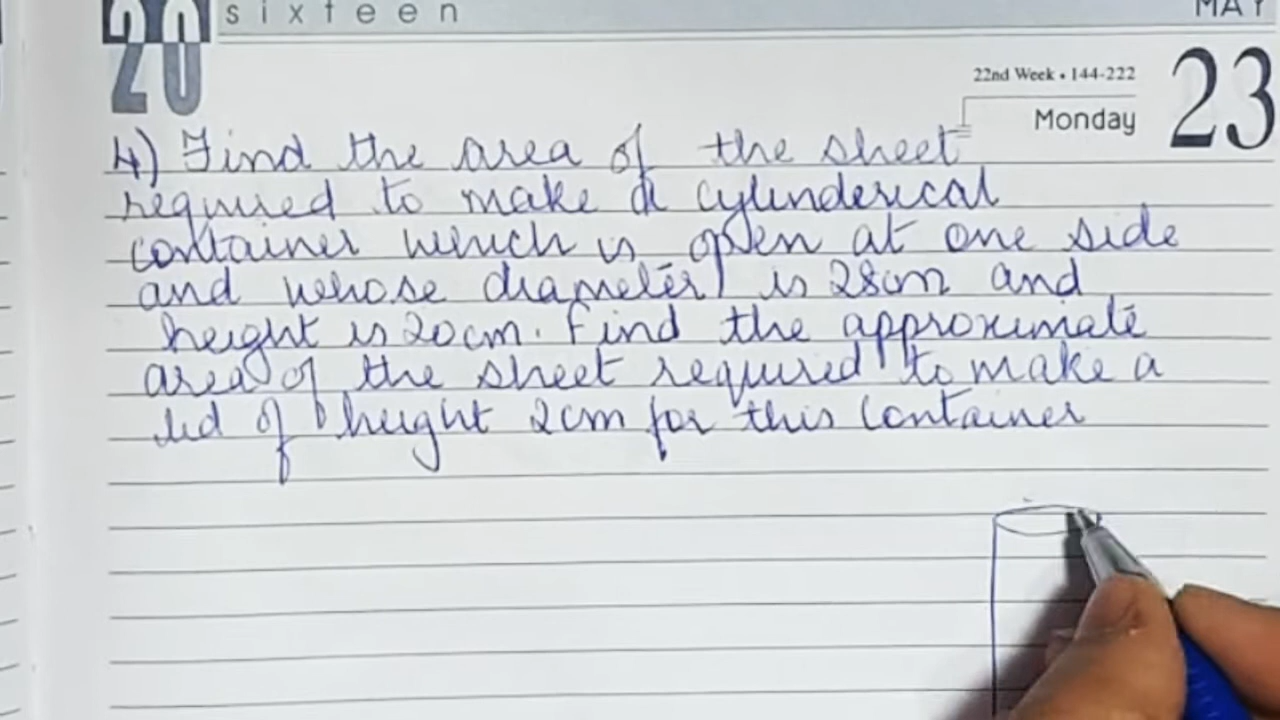 sixteen
MAY
20
22nd Week • 144-222
Monday
23
4) Find the area of the sheet
required to make a cylinderical
container which is open at one side
and whose diameter is 28cm and
height is 20cm. Find the approximate
area of the sheet required to make a
lid of height 2cm for this container